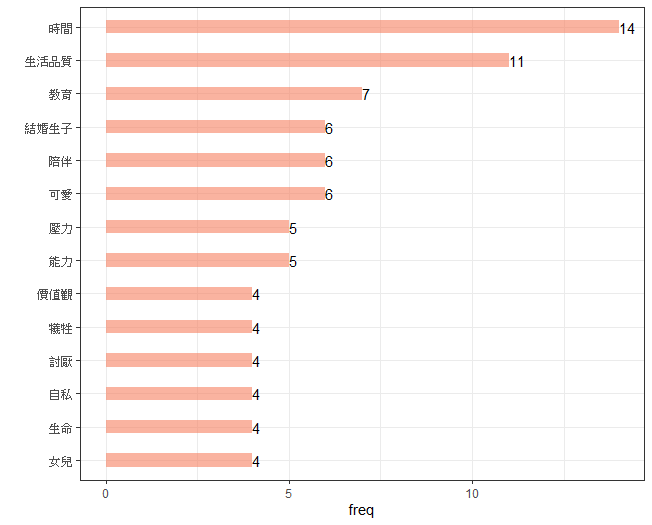 時間 14
生活品質 11
教育 7
結婚生子 6
陪伴 6
可愛 6
壓力 5
能力 5
價值觀 4
犧牲 4
討厭 4
自私 4
生命 4
女兒 4
0 5 10
freq